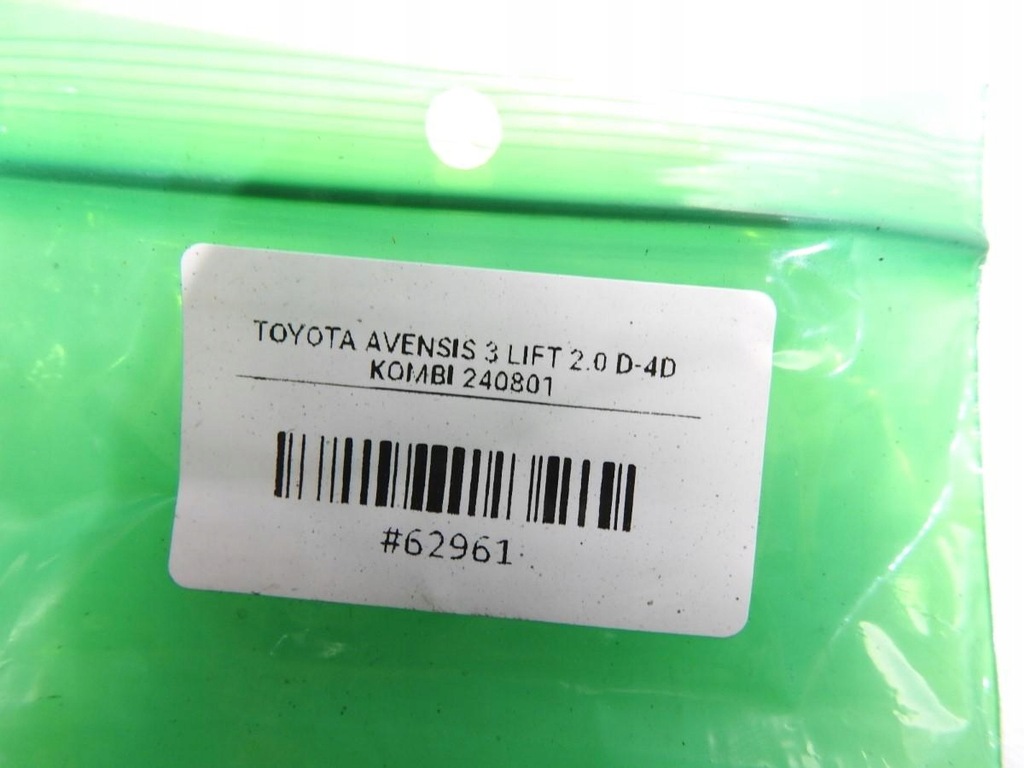 TOYOTA AVENSIS 3 LIFT 2.0 D-4D
KOMBI 240801
#62961